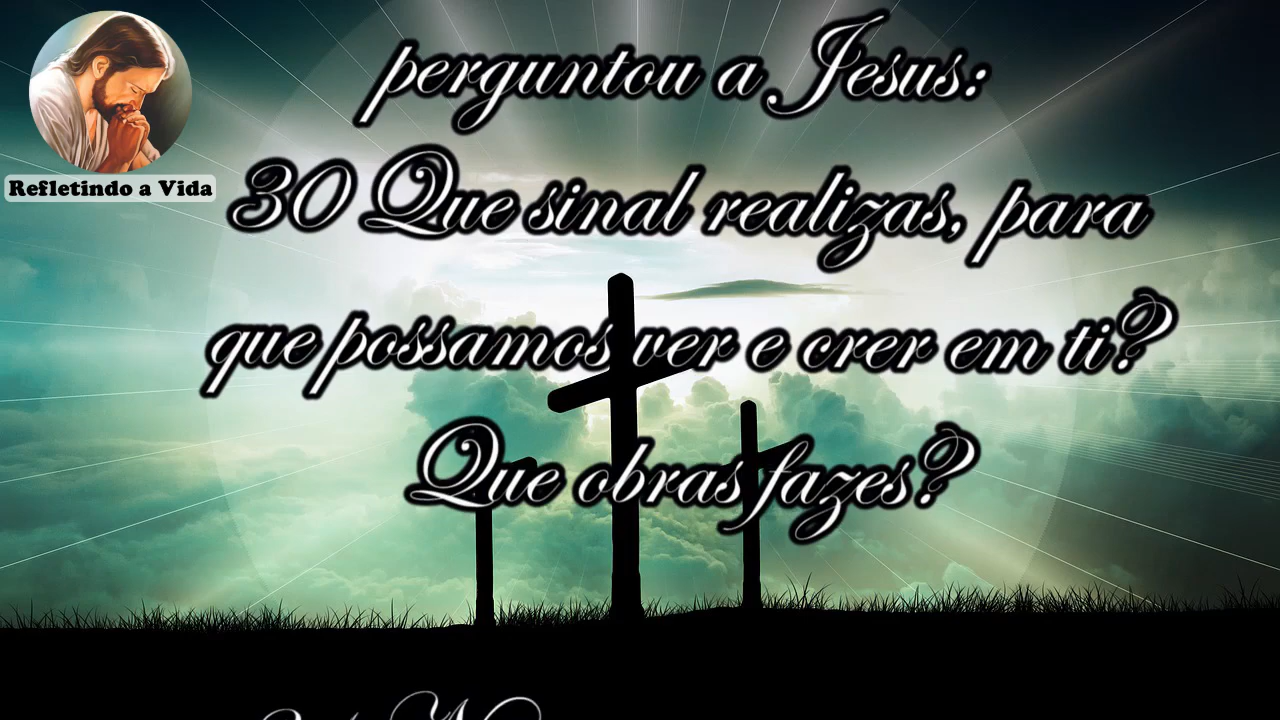 perguntou a Jesus:
Refletindo a Vida
30 Que sinal realizas, para
que possamos ver e crer em ti?
Que obras fazes?